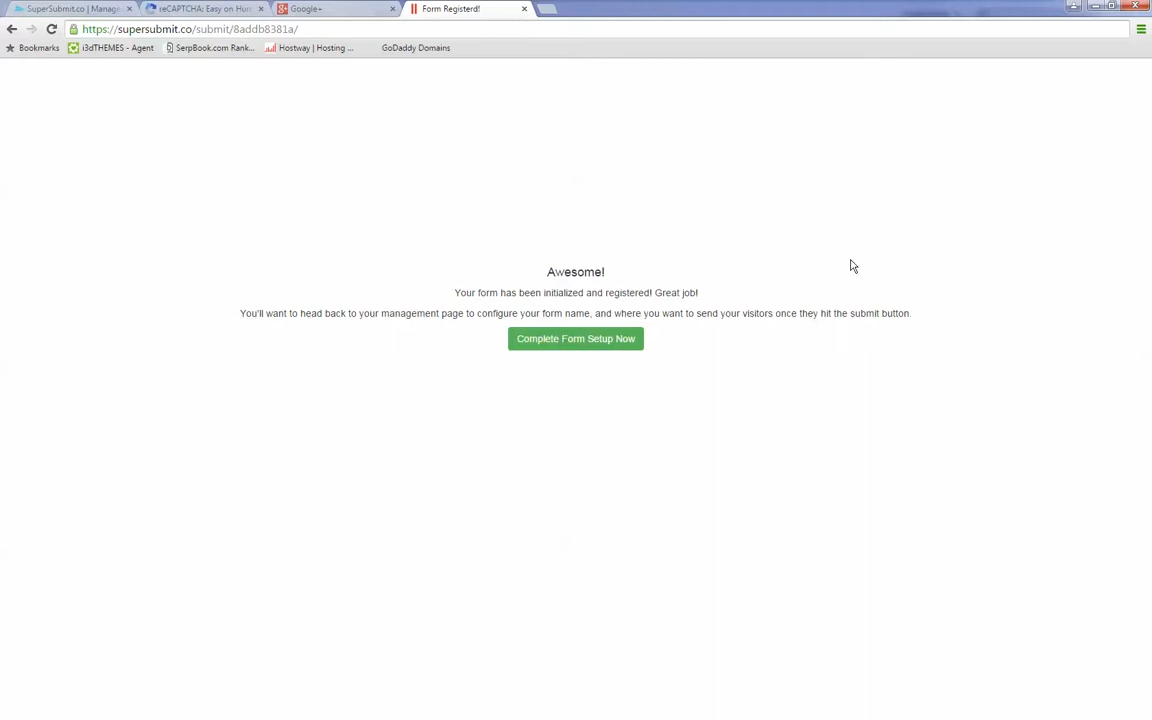 SuperSubmit.co | Manage
reCAPTCHA: Easy on Hum
Google+
Form Registerd!
https://supersubmit.co/submit/8addb8381a/
Bookmarks
i3dTHEMES - Agent
SerpBook.com Rank...
Hostway | Hosting ...
GoDaddy Domains
Awesome!
Your form has been initialized and registered! Great job!
You'll want to head back to your management page to configure your form name, and where you want to send your visitors once they hit the submit button.
Complete Form Setup Now